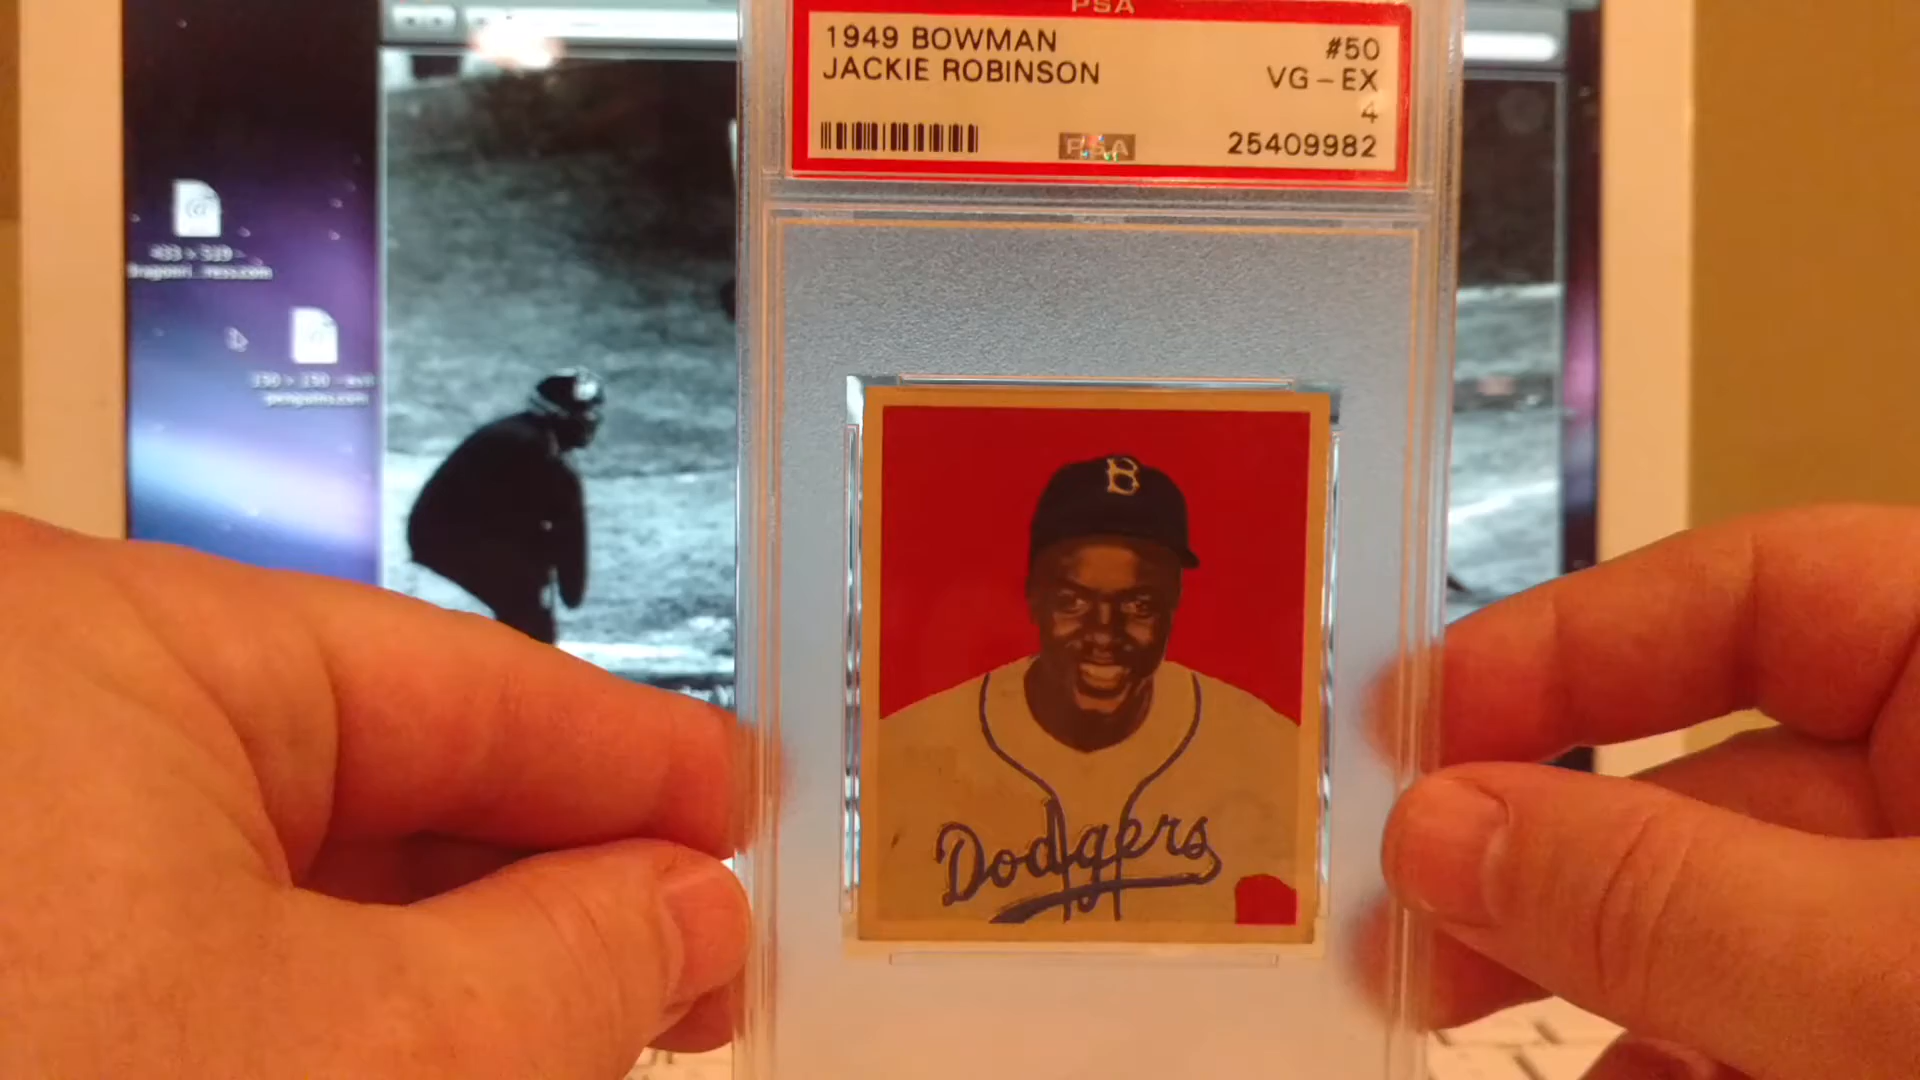 PSA
1949 BOWMAN
JACKIE ROBINSON
#50
VG-EX
4
PSA
25409982
B
Dodgers